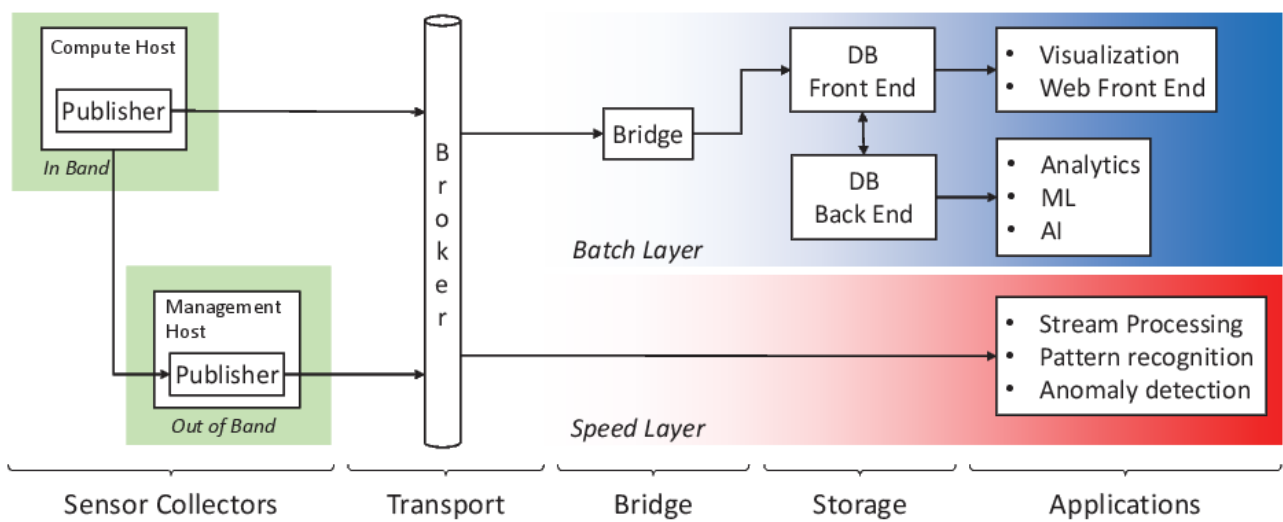 Compute Host
Publisher
In Band
Management
Host
Publisher
Out of Band
Broker
Bridge
DB
Front End
DB
Back End
• Visualization
• Web Front End
• Analytics
• ML
• AI
Batch Layer
• Stream Processing
• Pattern recognition
• Anomaly detection
Speed Layer
Sensor Collectors
Transport
Bridge
Storage
Applications